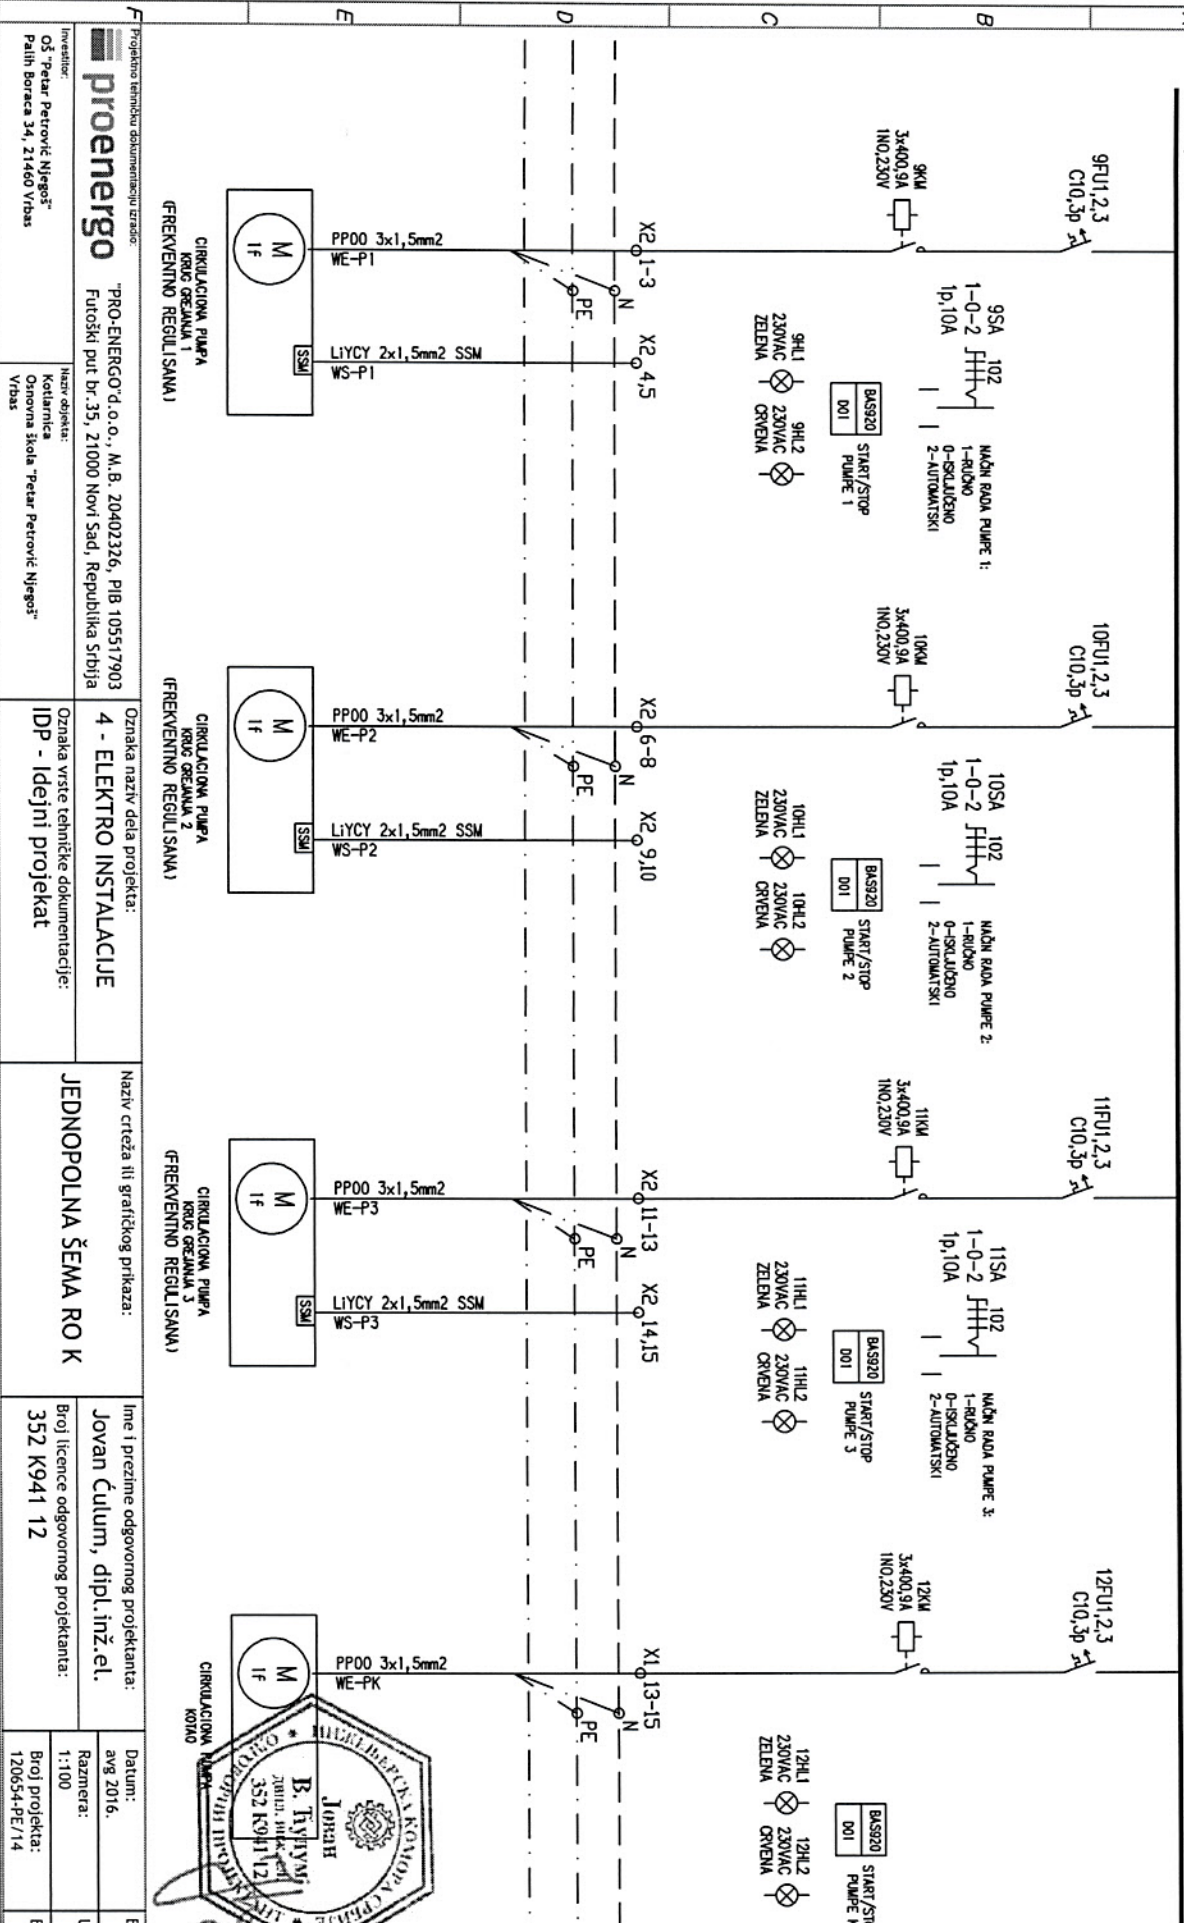 B
C
D
E
F
9FU1,2,3
C10,3p
9KM
3x400,9A
1NO,230V
9SA
1-0-2
1p,10A
102
NAČIN RADA PUMPE 1:
1-RUČNO
0-ISKLJUČENO
2-AUTOMATSKI
BAS920
D01
START/STOP
PUMPE 1
9HL1
230VAC
ZELENA
9HL2
230VAC
CRVENA
X2
1-3
N
PE
X2
4,5
PP00 3x1,5mm2
WE-P1
LiYCY 2x1,5mm2 SSM
WS-P1
M
1f
SSM
CIRKULACIONA PUMPA
KRUG GREJANJA 1
(FREKVENTNO REGULISANA)
10FU1,2,3
C10,3p
10KM
3x400,9A
1NO,230V
10SA
1-0-2
1p,10A
102
NAČIN RADA PUMPE 2:
1-RUČNO
0-ISKLJUČENO
2-AUTOMATSKI
BAS920
D01
START/STOP
PUMPE 2
10HL1
230VAC
ZELENA
10HL2
230VAC
CRVENA
X2
6-8
N
PE
X2
9,10
PP00 3x1,5mm2
WE-P2
LiYCY 2x1,5mm2 SSM
WS-P2
M
1f
SSM
CIRKULACIONA PUMPA
KRUG GREJANJA 2
(FREKVENTNO REGULISANA)
11FU1,2,3
C10,3p
11KM
3x400,9A
1NO,230V
11SA
1-0-2
1p,10A
102
NAČIN RADA PUMPE 3:
1-RUČNO
0-ISKLJUČENO
2-AUTOMATSKI
BAS920
D01
START/STOP
PUMPE 3
11HL1
230VAC
ZELENA
11HL2
230VAC
CRVENA
X2
11-13
N
PE
X2
14,15
PP00 3x1,5mm2
WE-P3
LiYCY 2x1,5mm2 SSM
WS-P3
M
1f
SSM
CIRKULACIONA PUMPA
KRUG GREJANJA 3
(FREKVENTNO REGULISANA)
12FU1,2,3
C10,3p
12KM
3x400,9A
1NO,230V
BAS920
D01
START/STO
PUMPE
12HL1
230VAC
ZELENA
12HL2
230VAC
CRVENA
X1
13-15
N
PE
PP00 3x1,5mm2
WE-PK
M
1f
CIRKULACIONA PUMPA
KOTAO
ИНЖЕЊЕРСКА КОМОРА СРБИЈЕ
Јован
В. Ћулум
дипл. инж. ел.
352 K941 12
Projektno tehničku dokumentaciju izradio:
proenergo
"PRO-ENERGO"d.o.o., M.B. 20402326, PIB 105517903
Futoški put br.35, 21000 Novi Sad, Republika Srbija
Investitor:
OŠ "Petar Petrović Njegoš"
Palih Boraca 34, 21460 Vrbas
Naziv objekta:
Kotlarnica
Osnovna škola "Petar Petrović Njegoš"
Vrbas
Oznaka naziv dela projekta:
4 - ELEKTRO INSTALACIJE
Oznaka vrste tehničke dokumentacije:
IDP - Idejni projekat
Naziv crteža ili grafičkog prikaza:
JEDNOPOLNA ŠEMA RO K
Ime i prezime odgovornog projektanta:
Jovan Ćulum, dipl.inž.el.
Broj licence odgovornog projektanta:
352 K941 12
Datum:
avg 2016.
Razmera:
1:100
Broj projekta:
120654-PE/14